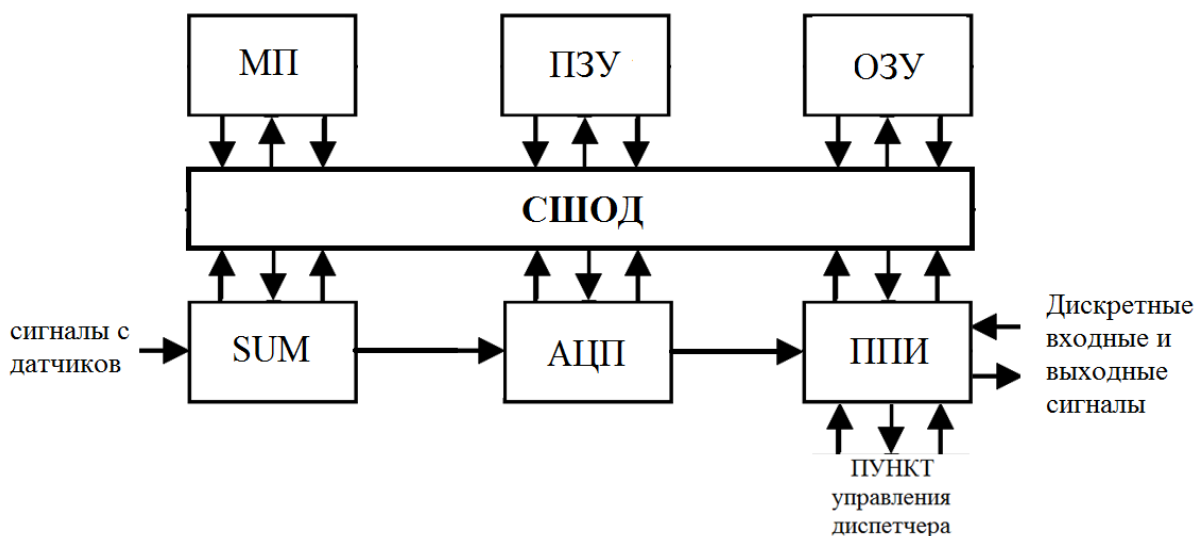 МП
ПЗУ
ОЗУ
СШОД
сигналы с
датчиков
SUM
АЦП
ППИ
Дискретные
входные и
выходные
сигналы
ПУНКТ
управления
диспетчера